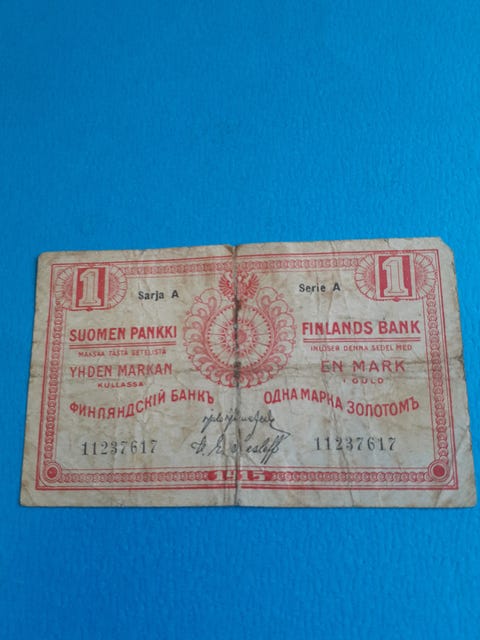 1 1
Sarja A Serie A
SUOMEN PANKKI FINLANDS BANK
MAKSAA TÄSTÄ SETELISTÄ INLÖSER DENNA SEDEL MED
YHDEN MARKAN EN MARK
KULLASSA I GULD
ФИНЛЯНДСКІЙ БАНКЪ ОДНА МАРКА ЗОЛОТОМЪ
11237617 11237617
1915